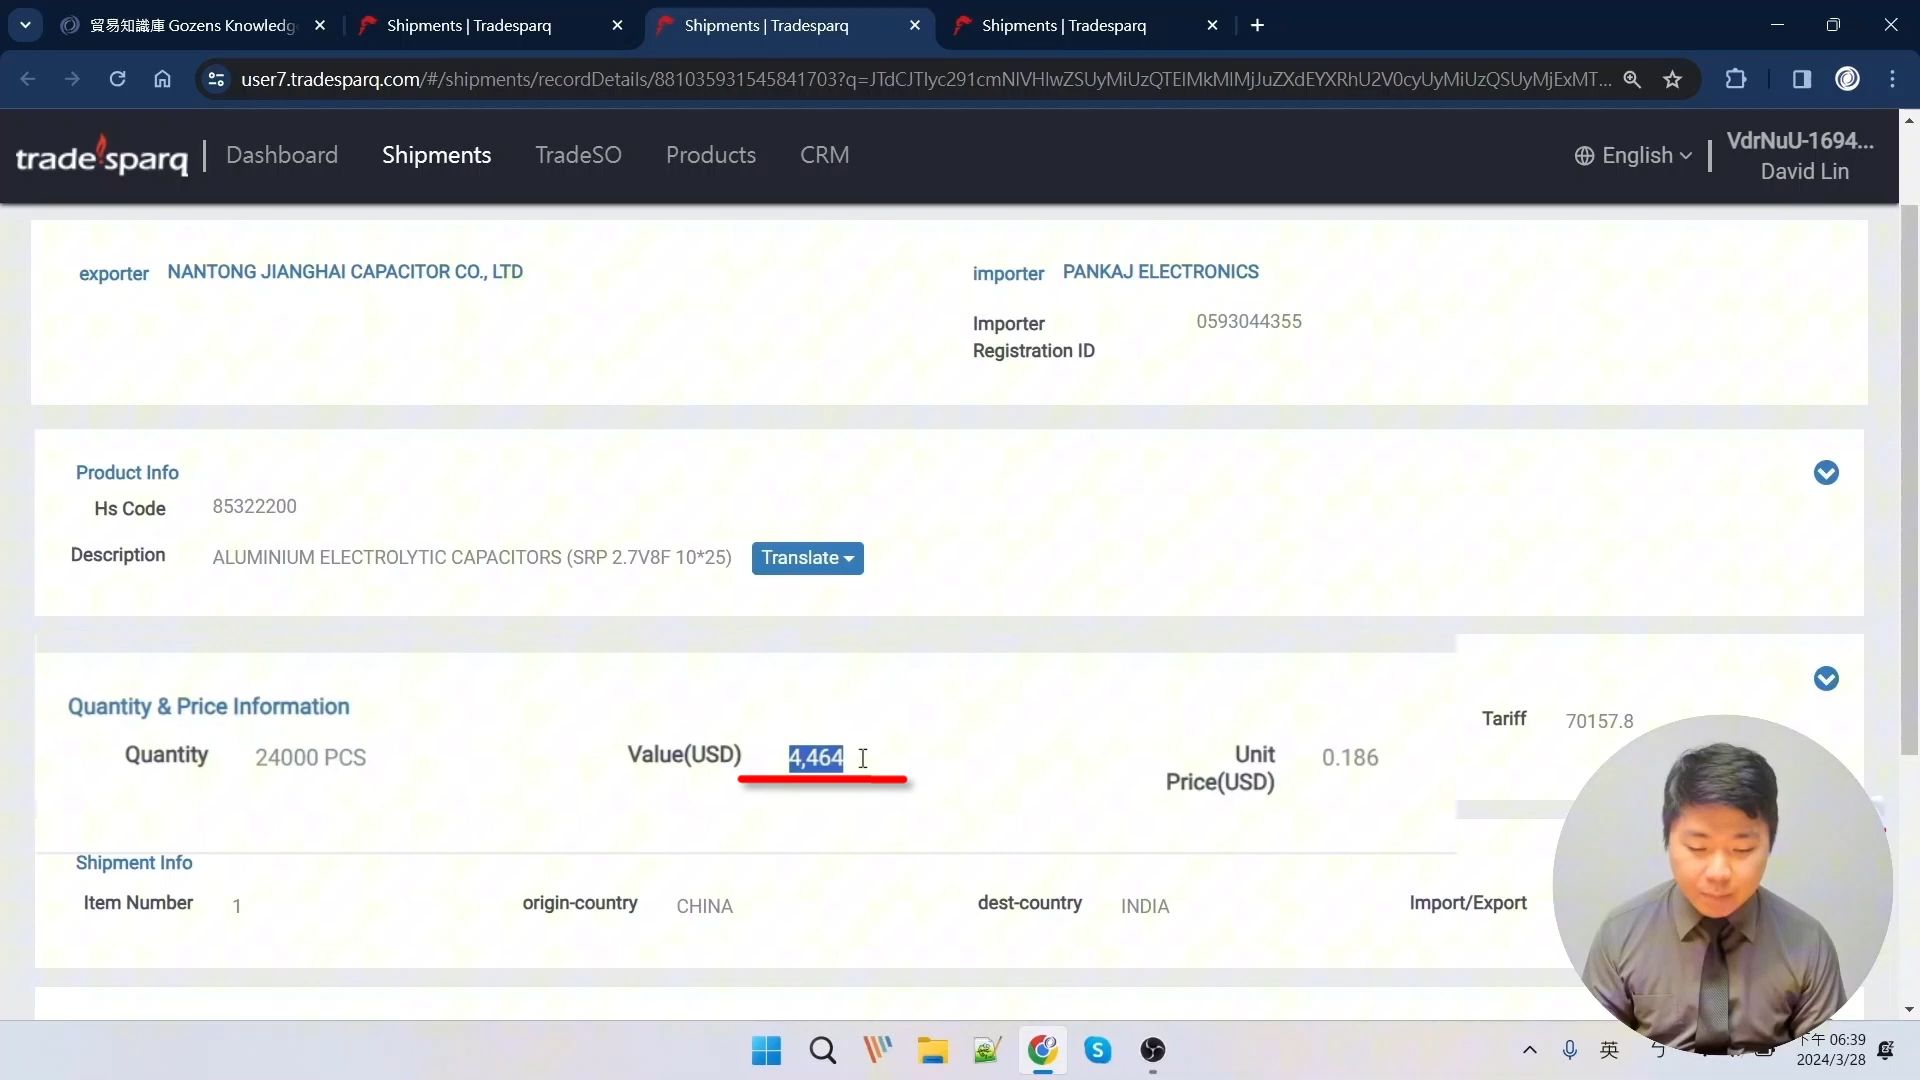 貿易知識庫 Gozens Knowledg
Shipments | Tradesparq
Shipments | Tradesparq
Shipments | Tradesparq
user7.tradesparq.com/#/shipments/recordDetails/881035931545841703?q=JTdCJTIyc291cmNlVHlwZSUyMiUzQTElMkMlMjJuZXdEYXRhU2V0cyUyMiUzQSUyMjExMT...
trade sparq
Dashboard
Shipments
TradeSO
Products
CRM
English
VdrNuU-1694...
David Lin
exporter NANTONG JIANGHAI CAPACITOR CO., LTD
importer PANKAJ ELECTRONICS
Importer
Registration ID
0593044355
Product Info
Hs Code 85322200
Description ALUMINIUM ELECTROLYTIC CAPACITORS (SRP 2.7V8F 10*25) Translate
Quantity & Price Information
Quantity 24000 PCS
Value(USD) 4,464
Unit
Price(USD)
0.186
Tariff 70157.8
Shipment Info
Item Number 1
origin-country CHINA
dest-country INDIA
Import/Export
英
ㄅ
下午 06:39
2024/3/28